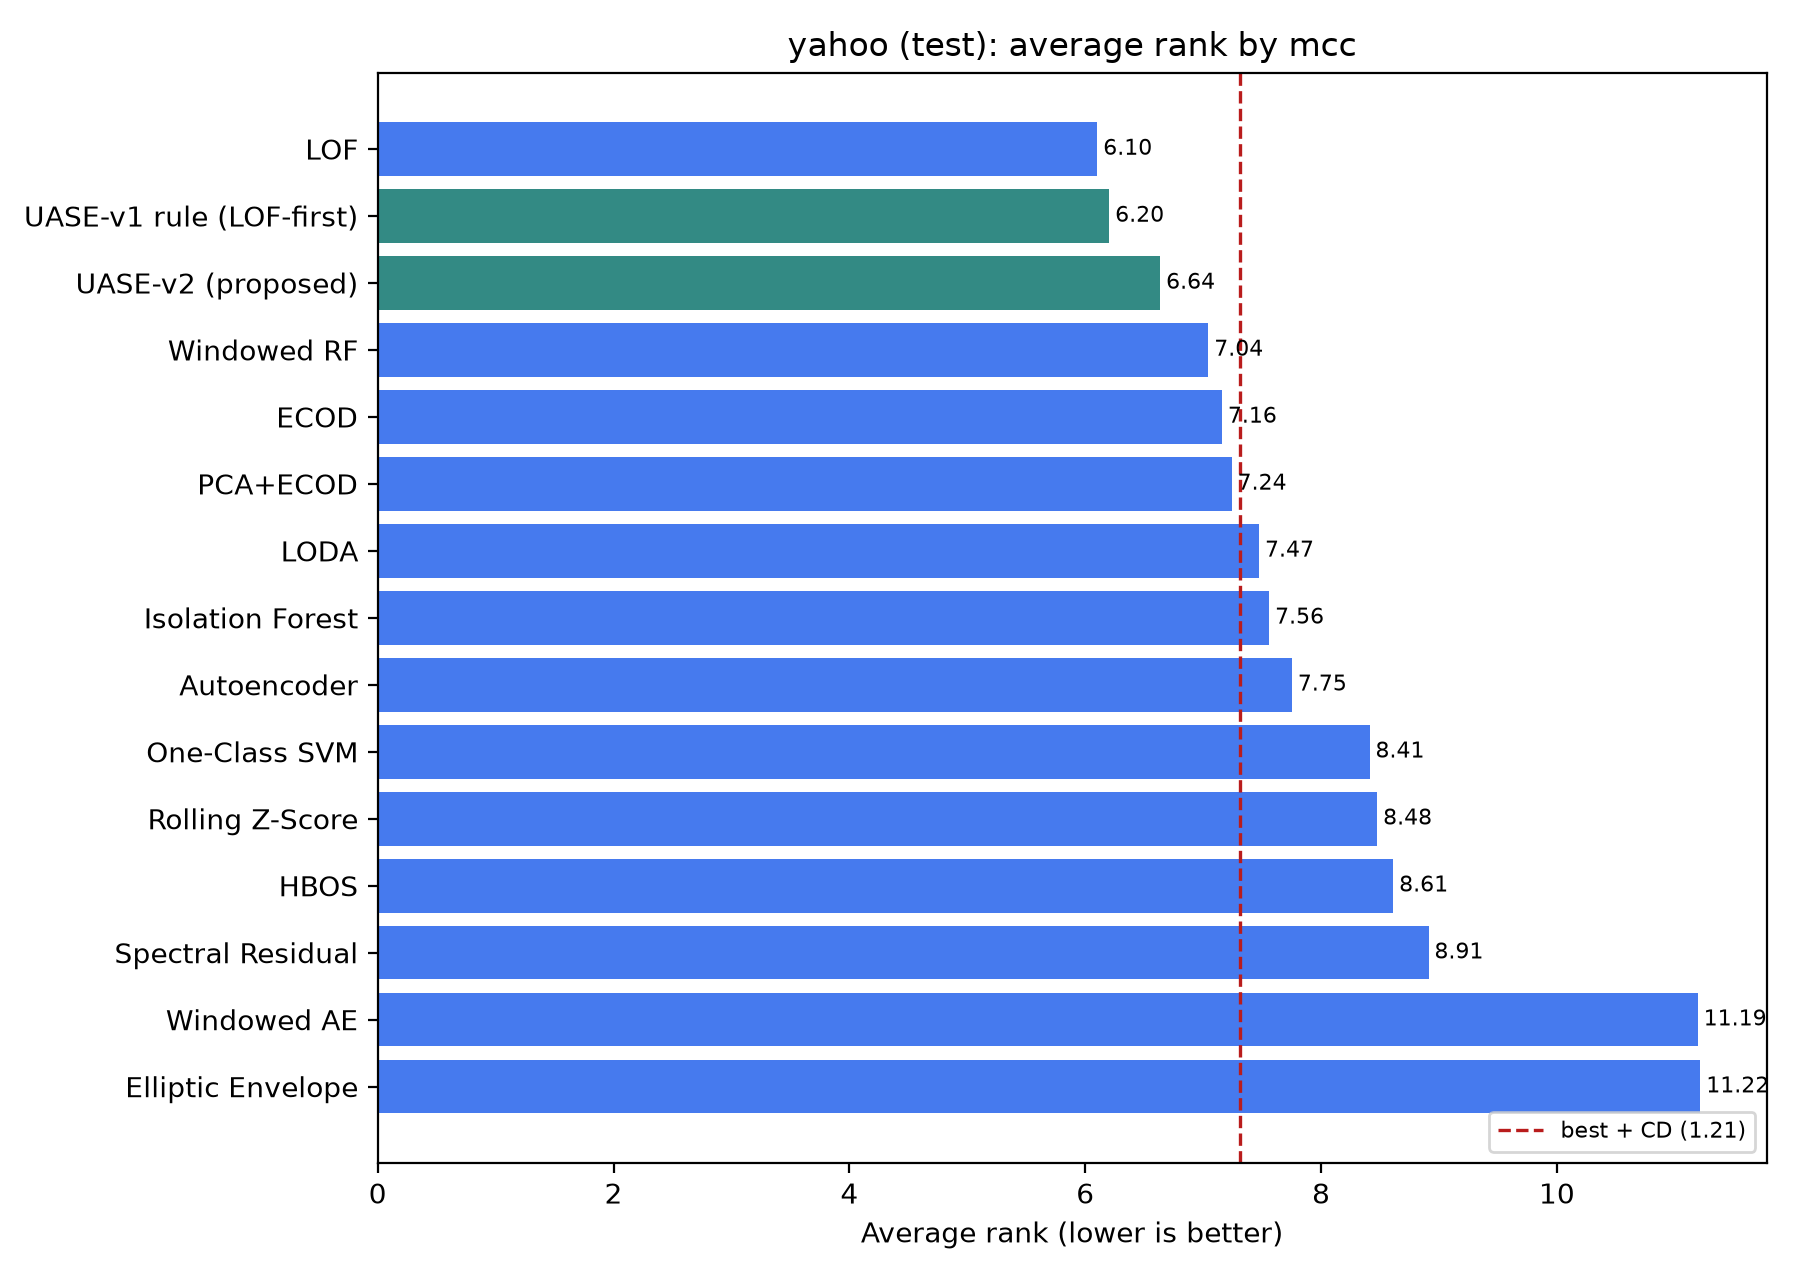 yahoo (test): average rank by mcc
LOF 6.10
UASE-v1 rule (LOF-first) 6.20
UASE-v2 (proposed) 6.64
Windowed RF 7.04
ECOD 7.16
PCA+ECOD 7.24
LODA 7.47
Isolation Forest 7.56
Autoencoder 7.75
One-Class SVM 8.41
Rolling Z-Score 8.48
HBOS 8.61
Spectral Residual 8.91
Windowed AE 11.19
Elliptic Envelope 11.22
best + CD (1.21)
0 2 4 6 8 10
Average rank (lower is better)